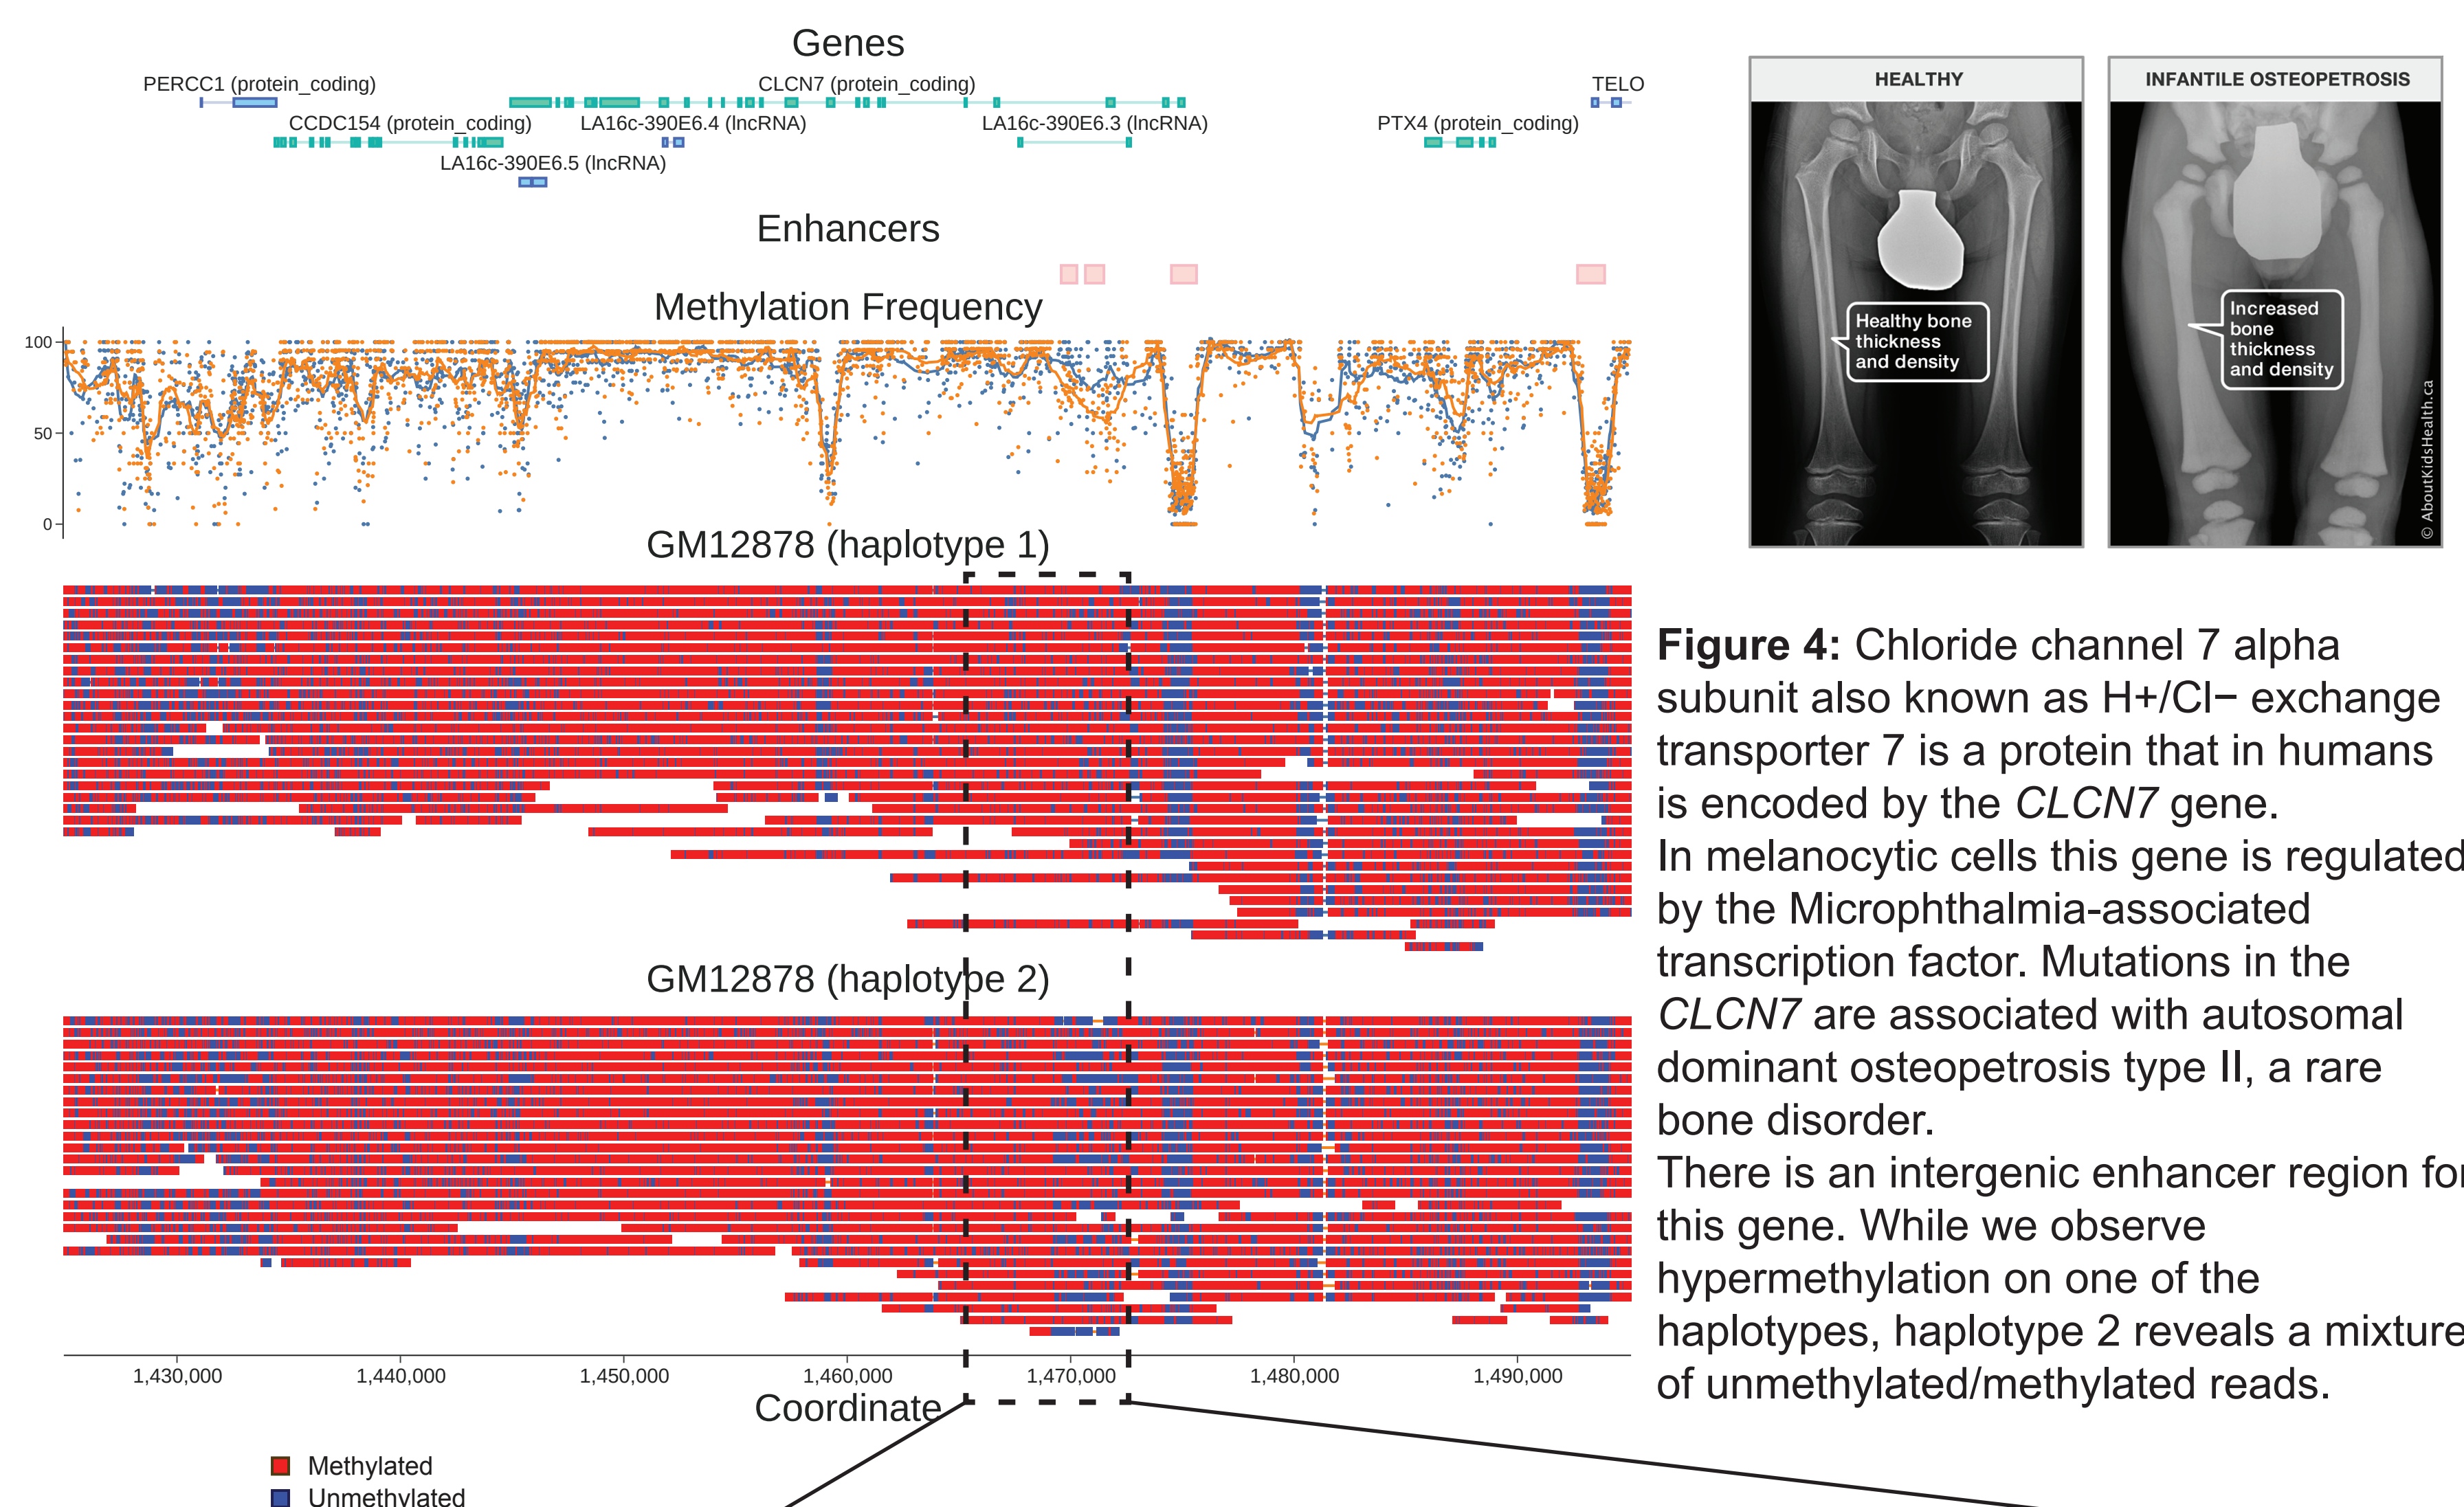 Genes
PERCC1 (protein_coding)
CLCN7 (protein_coding)
TELO
CCDC154 (protein_coding)
LA16c-390E6.4 (lncRNA)
LA16c-390E6.3 (lncRNA)
PTX4 (protein_coding)
LA16c-390E6.5 (lncRNA)
Enhancers
Methylation Frequency
100
50
0
GM12878 (haplotype 1)
GM12878 (haplotype 2)
1,430,000
1,440,000
1,450,000
1,460,000
1,470,000
1,480,000
1,490,000
Coordinate
Methylated
Unmethylated
HEALTHY
Healthy bone
thickness
and density
INFANTILE OSTEOPETROSIS
Increased
bone
thickness
and density
© AboutKidsHealth.ca
Figure 4: Chloride channel 7 alpha
subunit also known as H+/Cl− exchange
transporter 7 is a protein that in humans
is encoded by the CLCN7 gene.
In melanocytic cells this gene is regulated
by the Microphthalmia-associated
transcription factor. Mutations in the
CLCN7 are associated with autosomal
dominant osteopetrosis type II, a rare
bone disorder.
There is an intergenic enhancer region for
this gene. While we observe
hypermethylation on one of the
haplotypes, haplotype 2 reveals a mixture
of unmethylated/methylated reads.